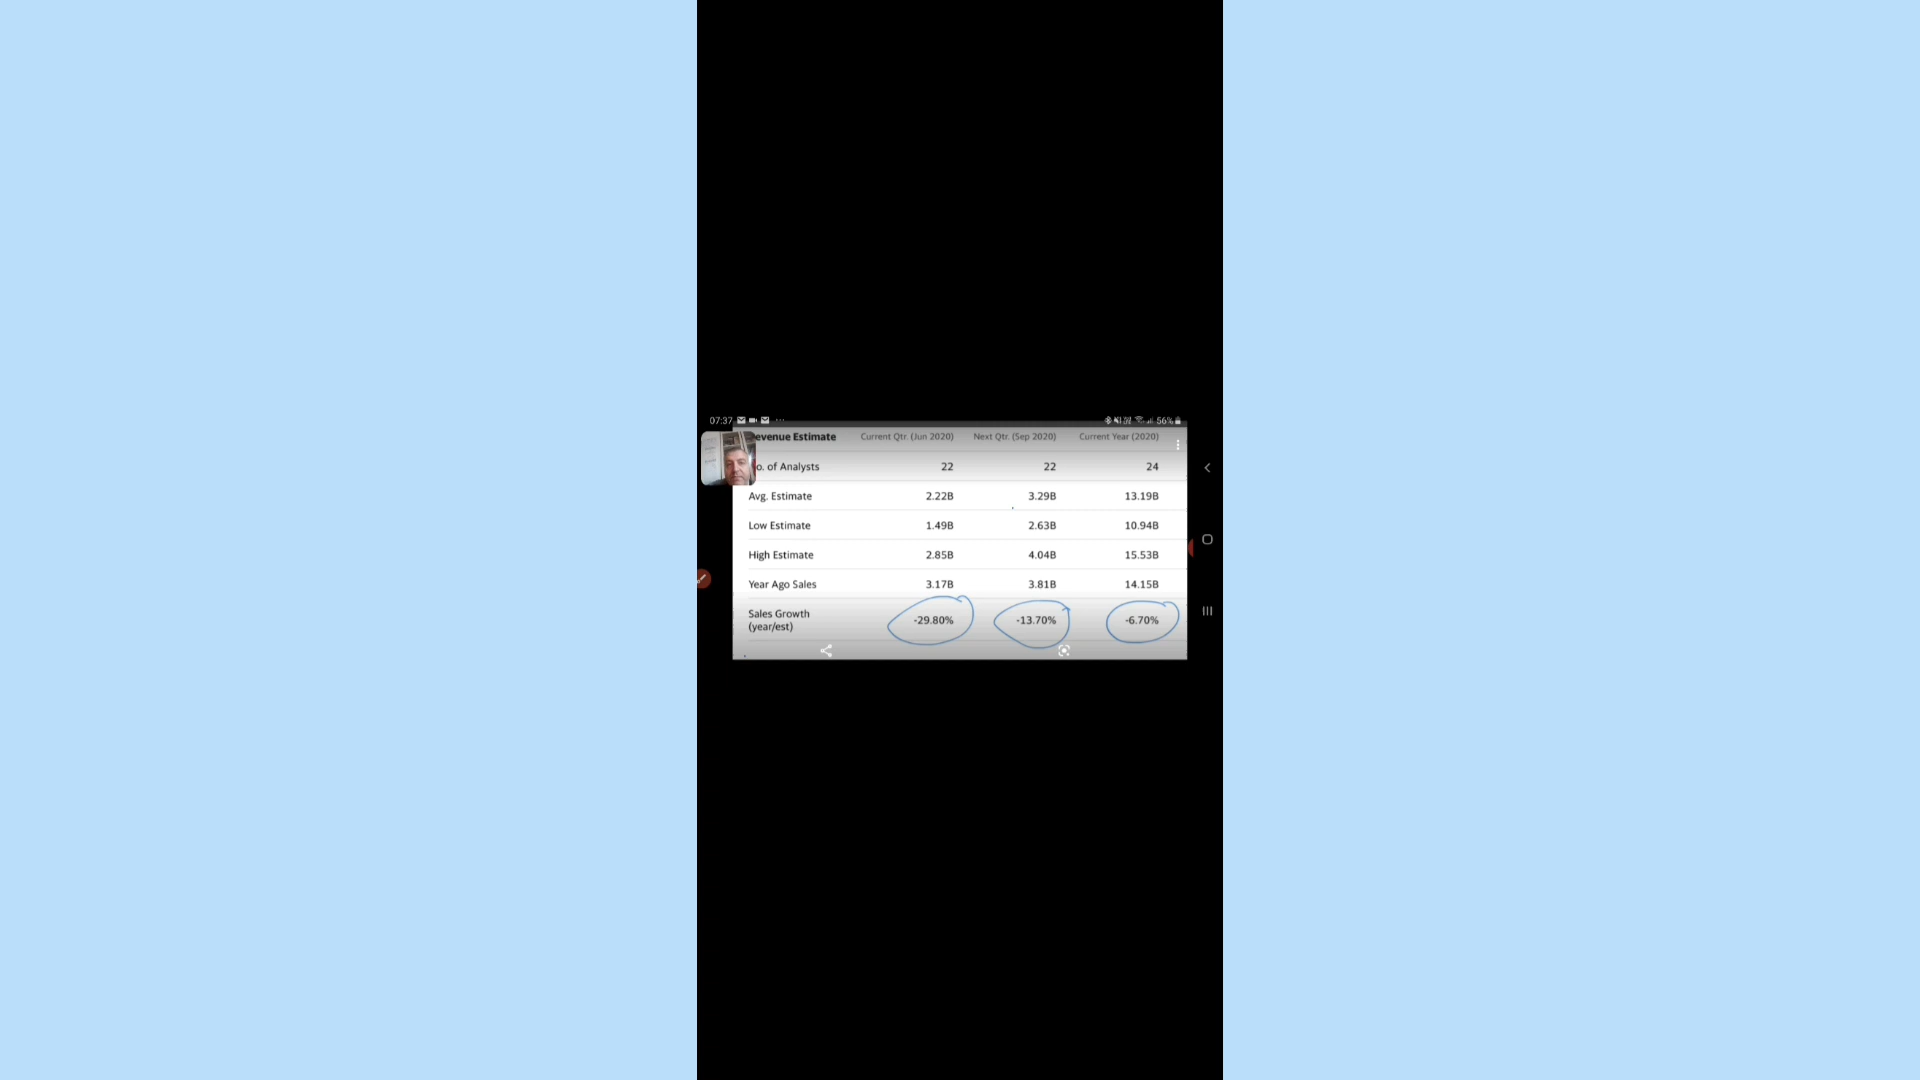 07:37 56%
evenue Estimate Current Qtr. (Jun 2020) Next Qtr. (Sep 2020) Current Year (2020)
o. of Analysts 22 22 24
Avg. Estimate 2.22B 3.29B 13.19B
Low Estimate 1.49B 2.63B 10.94B
High Estimate 2.85B 4.04B 15.53B
Year Ago Sales 3.17B 3.81B 14.15B
Sales Growth
(year/est) -29.80% -13.70% -6.70%